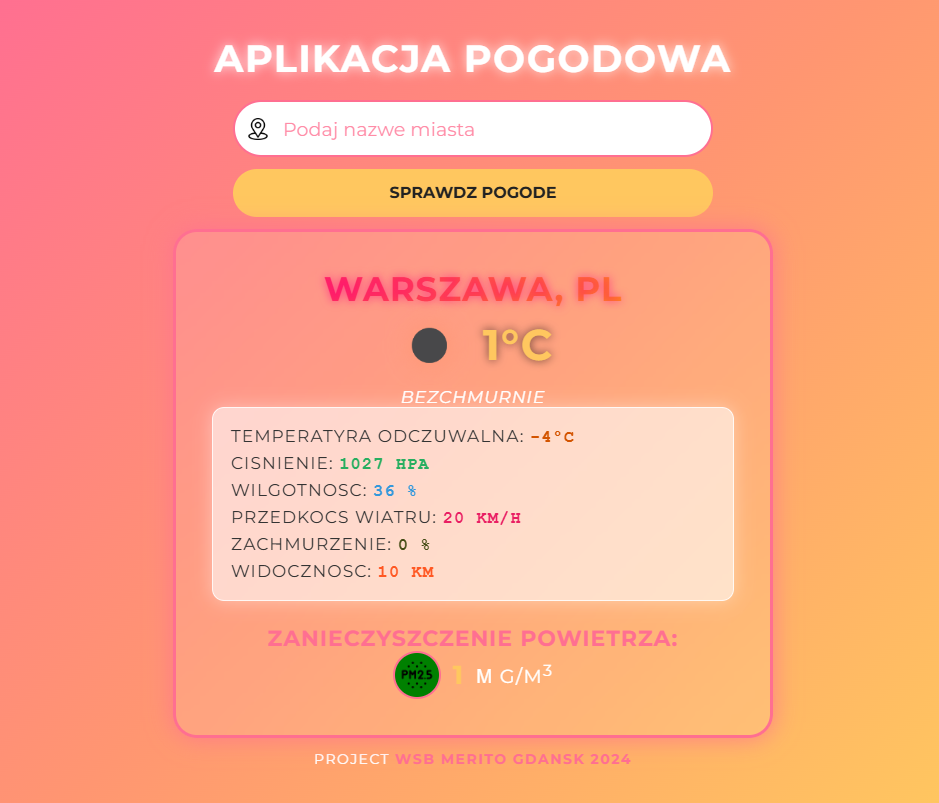 APLIKACJA POGODOWA
Podaj nazwe miasta
SPRAWDZ POGODE
WARSZAWA, PL
1°C
BEZCHMURNIE
TEMPERATYRA ODCZUWALNA: -4°C
CISNIENIE: 1027 HPA
WILGOTNOSC: 36 %
PRZEDKOCS WIATRU: 20 KM/H
ZACHMURZENIE: 0 %
WIDOCZNOSC: 10 KM
ZANIECZYSZCZENIE POWIETRZA:
PM2.5 1 Μ G/M³
PROJECT WSB MERITO GDANSK 2024